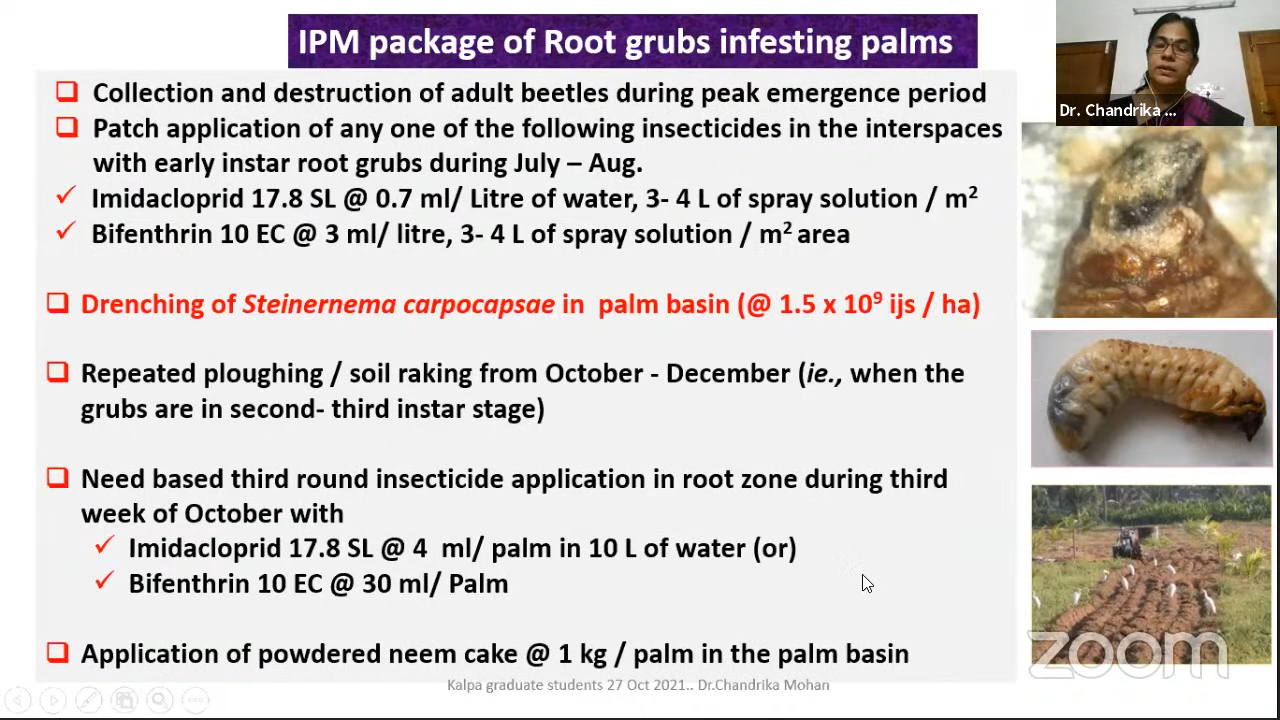 IPM package of Root grubs infesting palms
Dr. Chandrika ...
Collection and destruction of adult beetles during peak emergence period
Patch application of any one of the following insecticides in the interspaces
with early instar root grubs during July – Aug.
Imidacloprid 17.8 SL @ 0.7 ml/ Litre of water, 3- 4 L of spray solution / m²
Bifenthrin 10 EC @ 3 ml/ litre, 3- 4 L of spray solution / m² area
Drenching of Steinernema carpocapsae in palm basin (@ 1.5 x 10⁹ ijs / ha)
Repeated ploughing / soil raking from October - December (ie., when the
grubs are in second- third instar stage)
Need based third round insecticide application in root zone during third
week of October with
Imidacloprid 17.8 SL @ 4 ml/ palm in 10 L of water (or)
Bifenthrin 10 EC @ 30 ml/ Palm
Application of powdered neem cake @ 1 kg / palm in the palm basin
Kalpa graduate students 27 Oct 2021.. Dr.Chandrika Mohan
zoom